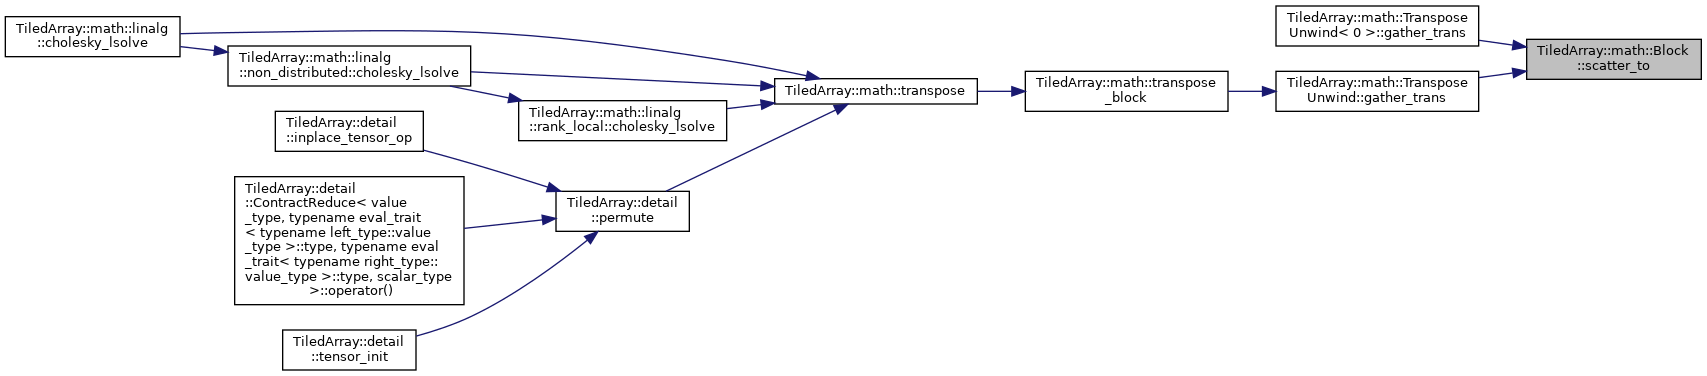 TiledArray::math::linalg
::cholesky_lsolve
TiledArray::math::linalg
::non_distributed::cholesky_lsolve
TiledArray::math::linalg
::rank_local::cholesky_lsolve
TiledArray::detail
::inplace_tensor_op
TiledArray::detail
::ContractReduce< value
_type, typename eval_trait
< typename left_type::value
_type >::type, typename eval
_trait< typename right_type::
value_type >::type, scalar_type
>::operator()
TiledArray::detail
::tensor_init
TiledArray::detail
::permute
TiledArray::math::transpose
TiledArray::math::transpose
_block
TiledArray::math::Transpose
Unwind< 0 >::gather_trans
TiledArray::math::Transpose
Unwind::gather_trans
TiledArray::math::Block
::scatter_to